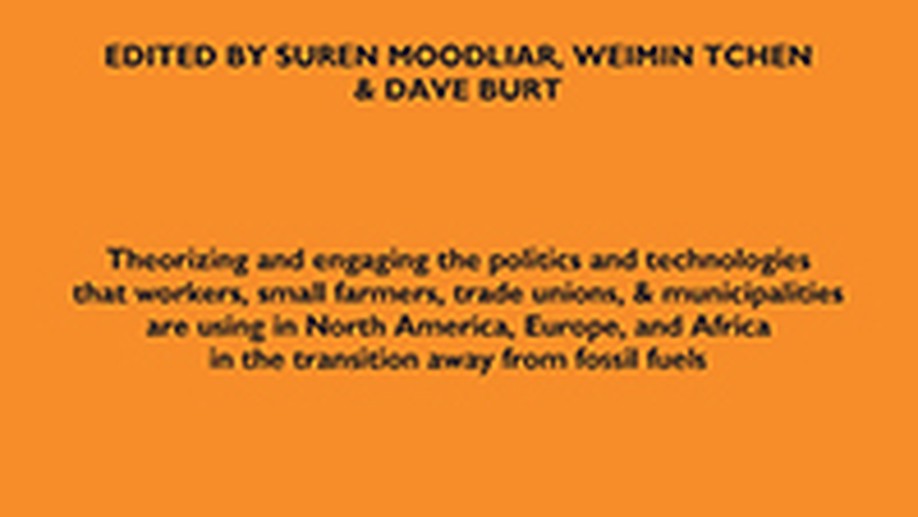 EDITED BY SUREN MOODLIAR, WEIMIN TCHEN
& DAVE BURT
Theorizing and engaging the politics and technologies
that workers, small farmers, trade unions, & municipalities
are using in North America, Europe, and Africa
in the transition away from fossil fuels